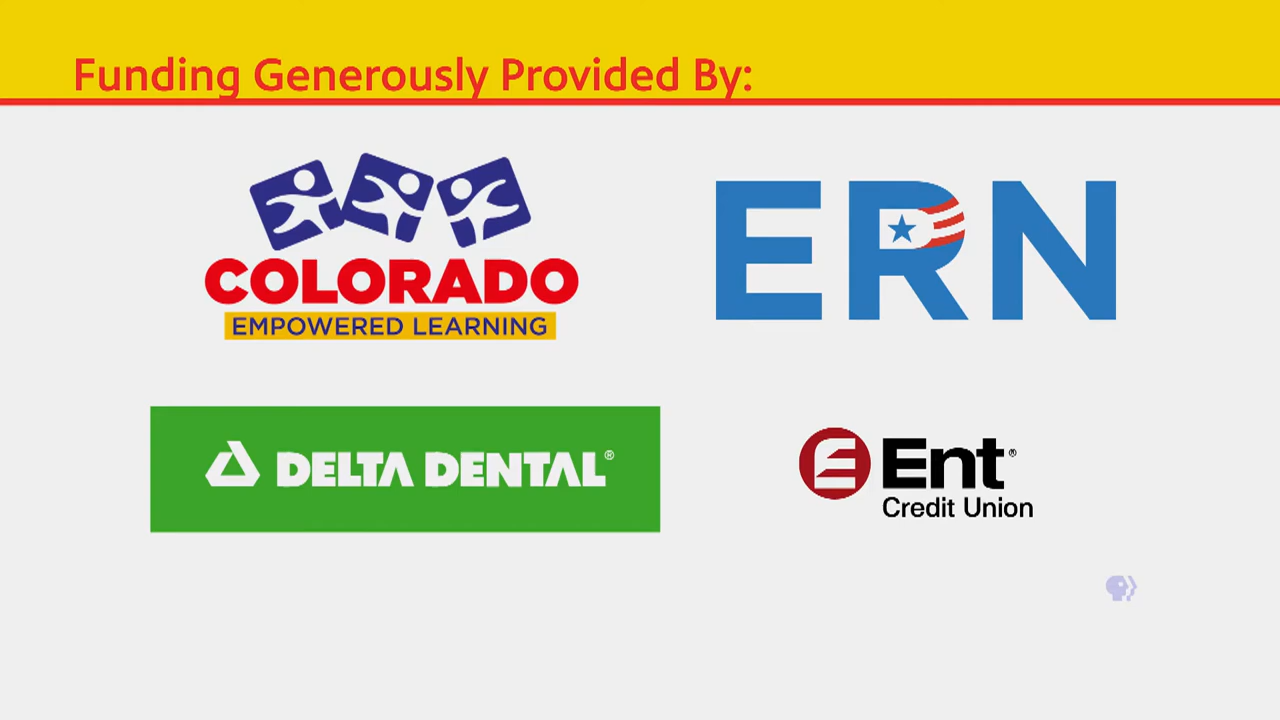 Funding Generously Provided By:
COLORADO
EMPOWERED LEARNING
ERN
DELTA DENTAL®
Ent®
Credit Union